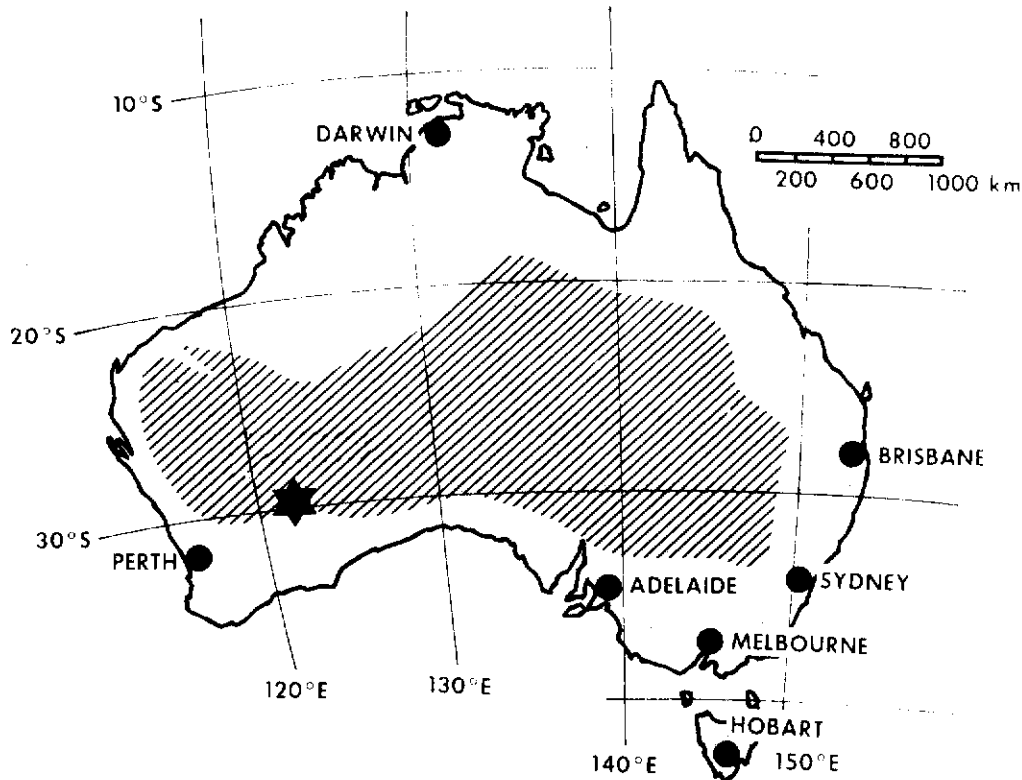 10°S
DARWIN
0 400 800
200 600 1000 km
20°S
BRISBANE
30°S
PERTH
ADELAIDE
SYDNEY
MELBOURNE
120°E
130°E
HOBART
140°E
150°E